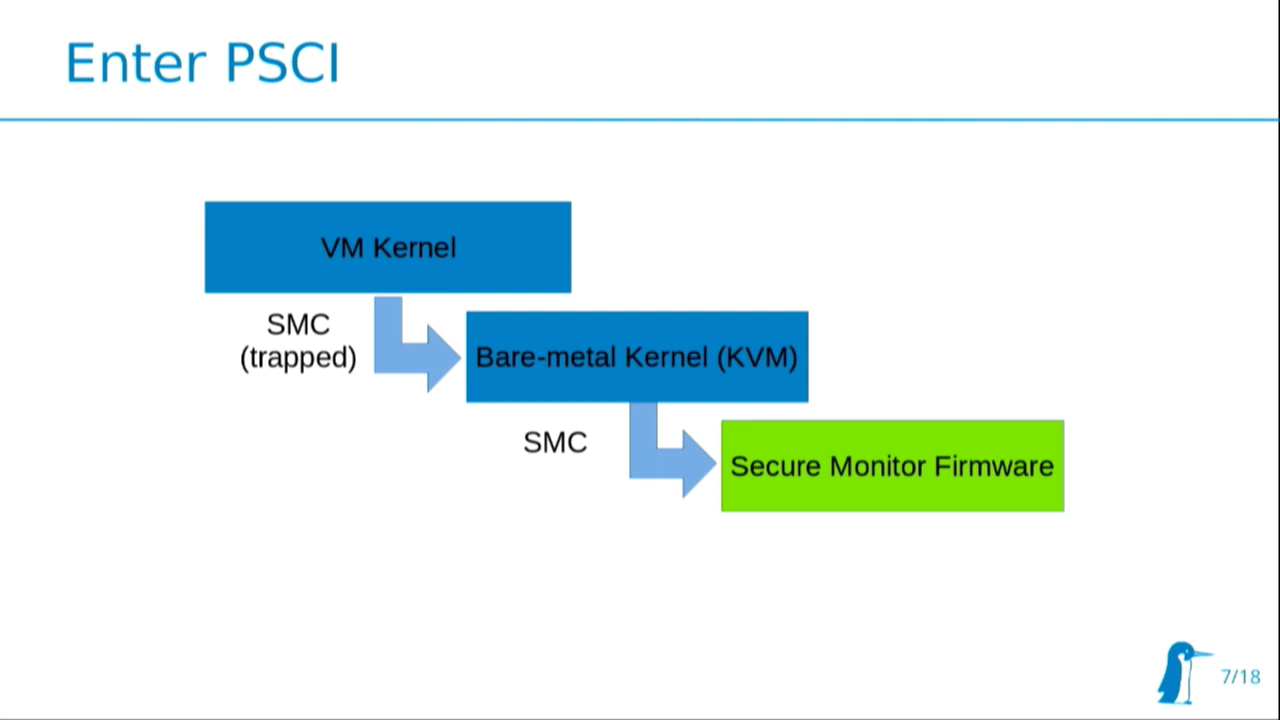 Enter PSCI
VM Kernel
SMC
(trapped)
Bare-metal Kernel (KVM)
SMC
Secure Monitor Firmware
7/18